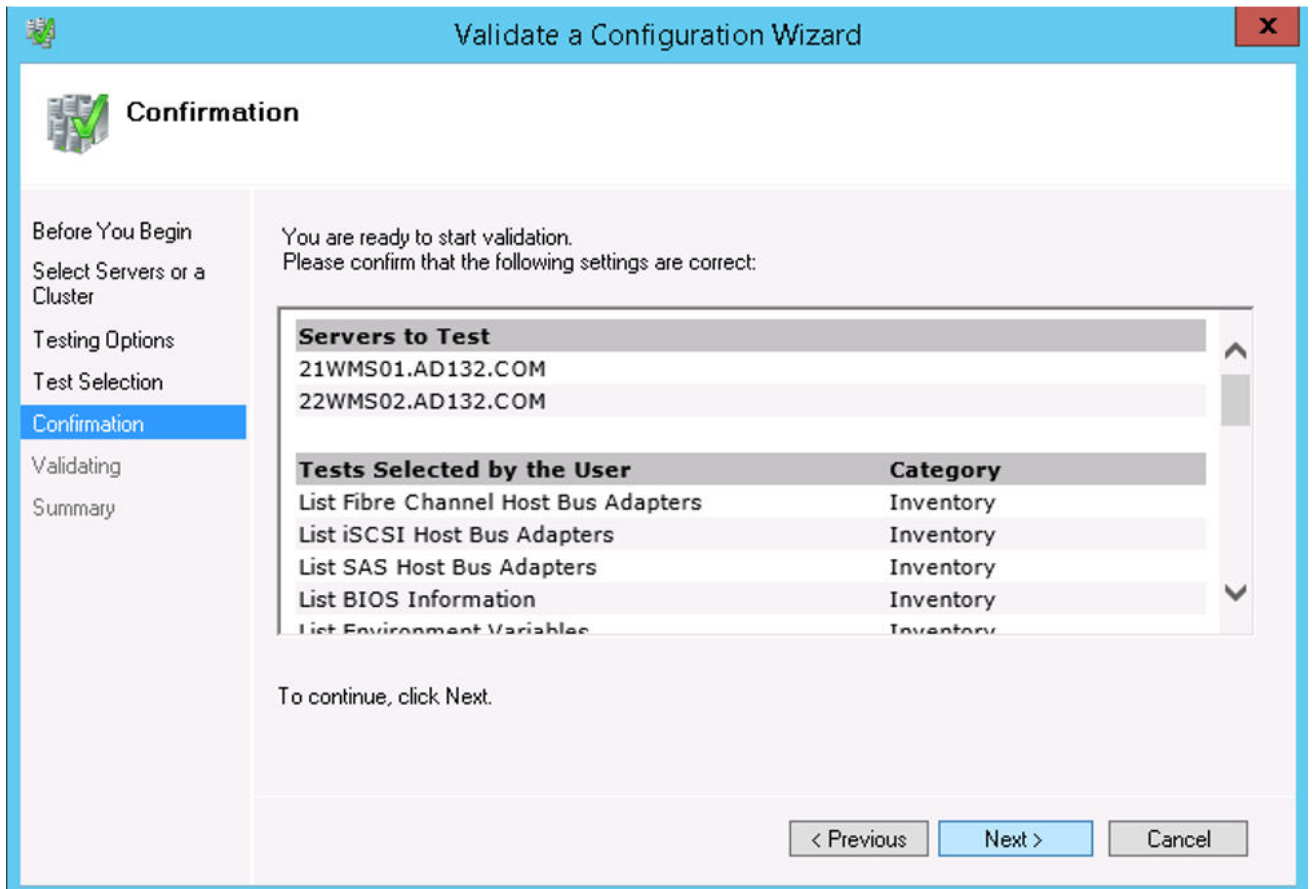 Validate a Configuration Wizard
x
Confirmation
Before You Begin
Select Servers or a
Cluster
Testing Options
Test Selection
Confirmation
Validating
Summary
You are ready to start validation.
Please confirm that the following settings are correct:
Servers to Test
21WMS01.AD132.COM
22WMS02.AD132.COM
Tests Selected by the User Category
List Fibre Channel Host Bus Adapters Inventory
List iSCSI Host Bus Adapters Inventory
List SAS Host Bus Adapters Inventory
List BIOS Information Inventory
List Environment Variables Inventory
To continue, click Next.
< Previous Next > Cancel